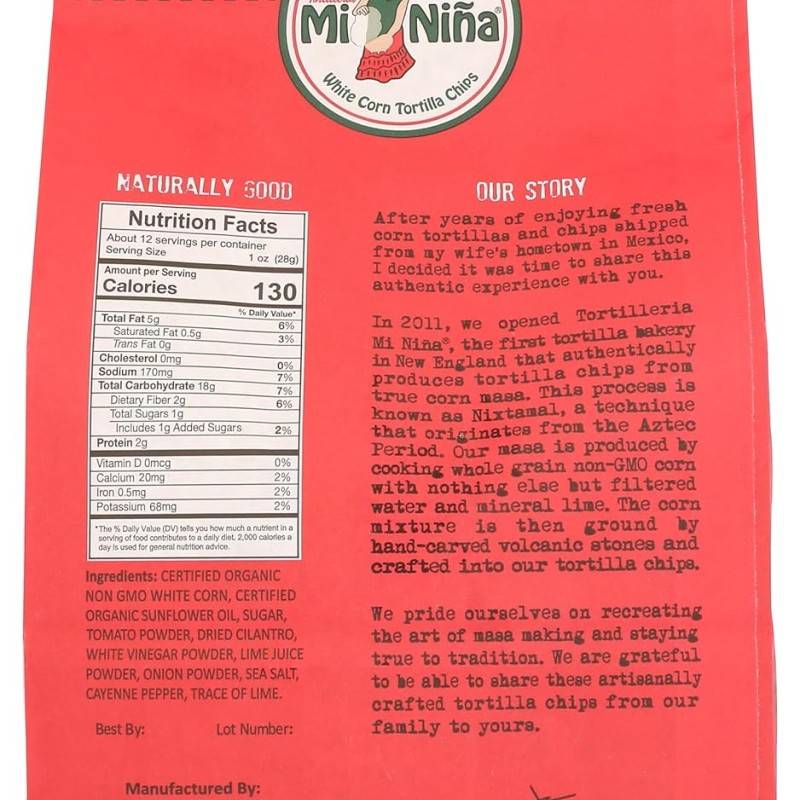 Mi Niña®
White Corn Tortilla Chips
NATURALLY GOOD
Nutrition Facts
About 12 servings per container
Serving Size 1 oz (28g)
Amount per Serving
Calories 130
% Daily Value*
Total Fat 5g 6%
Saturated Fat 0.5g 3%
Trans Fat 0g
Cholesterol 0mg 0%
Sodium 170mg 7%
Total Carbohydrate 18g 7%
Dietary Fiber 2g 6%
Total Sugars 1g
Includes 1g Added Sugars 2%
Protein 2g
Vitamin D 0mcg 0%
Calcium 20mg 2%
Iron 0.5mg 2%
Potassium 68mg 2%
*The % Daily Value (DV) tells you how much a nutrient in a
serving of food contributes to a daily diet. 2,000 calories a
day is used for general nutrition advice.
Ingredients: CERTIFIED ORGANIC
NON GMO WHITE CORN, CERTIFIED
ORGANIC SUNFLOWER OIL, SUGAR,
TOMATO POWDER, DRIED CILANTRO,
WHITE VINEGAR POWDER, LIME JUICE
POWDER, ONION POWDER, SEA SALT,
CAYENNE PEPPER, TRACE OF LIME.
Best By: Lot Number:
Manufactured By:
OUR STORY
After years of enjoying fresh
corn tortillas and chips shipped
from my wife's hometown in Mexico,
I decided it was time to share this
authentic experience with you.
In 2011, we opened Tortilleria
Mi Niña®, the first tortilla bakery
in New England that authentically
produces tortilla chips from
true corn masa. This process is
known as Nixtamal, a technique
that originates from the Aztec
Period. Our masa is produced by
cooking whole grain non-GMO corn
with nothing else but filtered
water and mineral lime. The corn
mixture is then ground by
hand-carved volcanic stones and
crafted into our tortilla chips.
We pride ourselves on recreating
the art of masa making and staying
true to tradition. We are grateful
to be able to share these artisanally
crafted tortilla chips from our
family to yours.